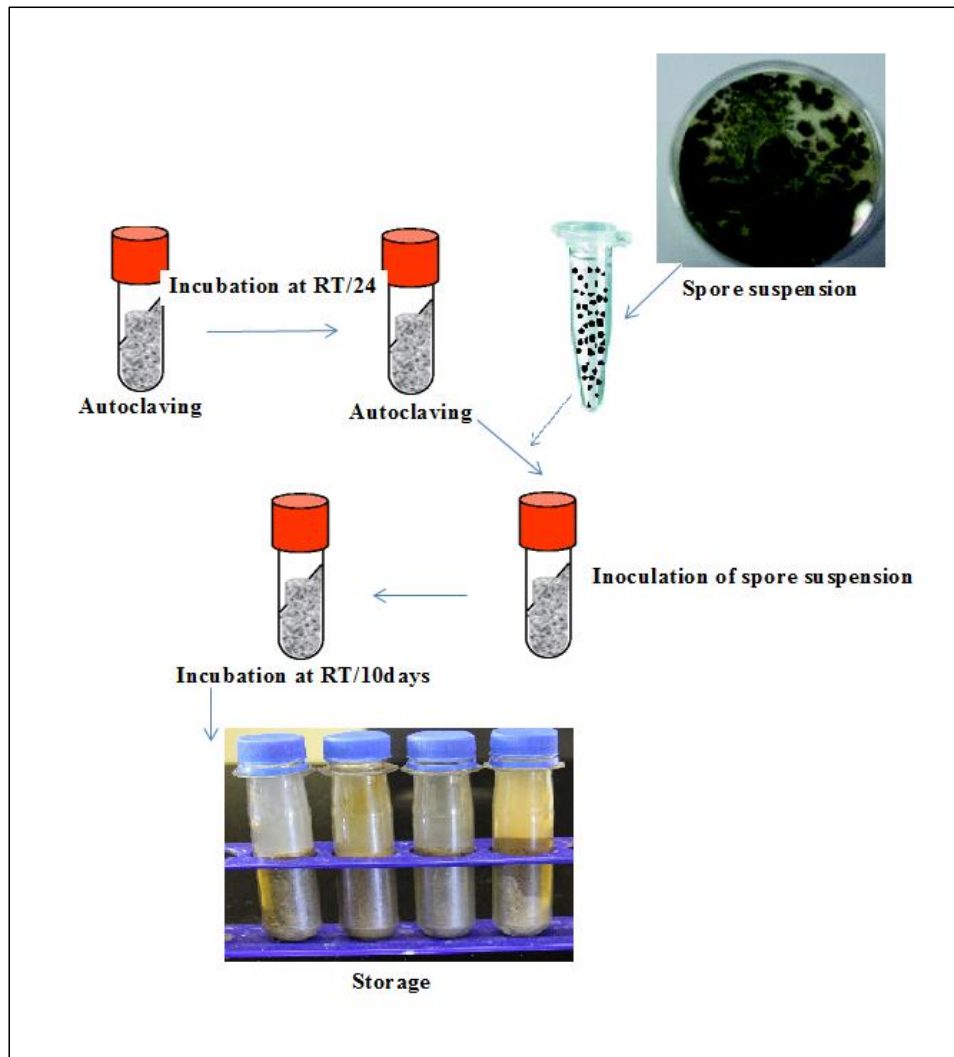 Spore suspension
Incubation at RT/24
Autoclaving
Autoclaving
Inoculation of spore suspension
Incubation at RT/10days
Storage